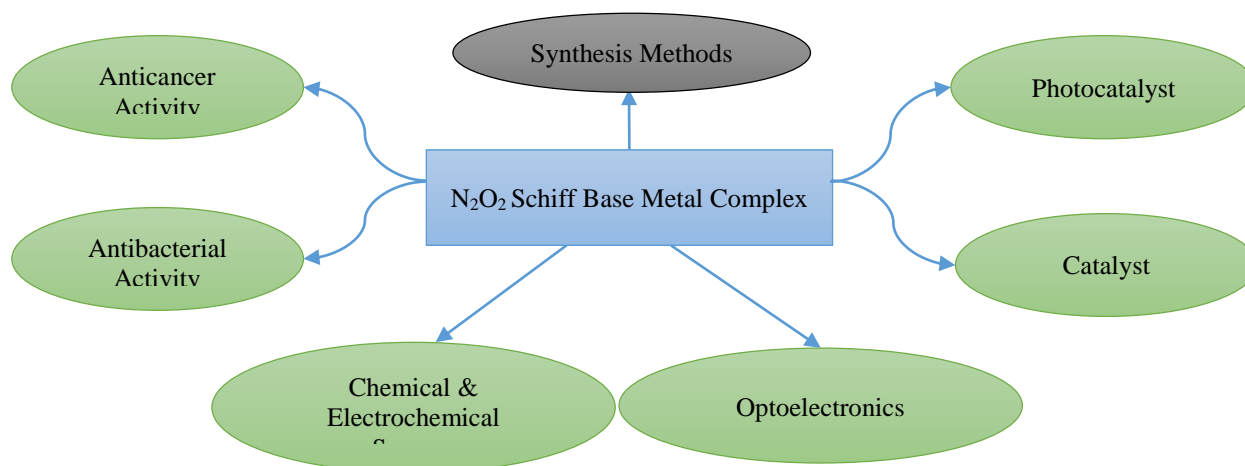 Synthesis Methods
Anticancer
Activity
Photocatalyst
N₂O₂ Schiff Base Metal Complex
Antibacterial
Activity
Catalyst
Chemical &
Electrochemical
Optoelectronics